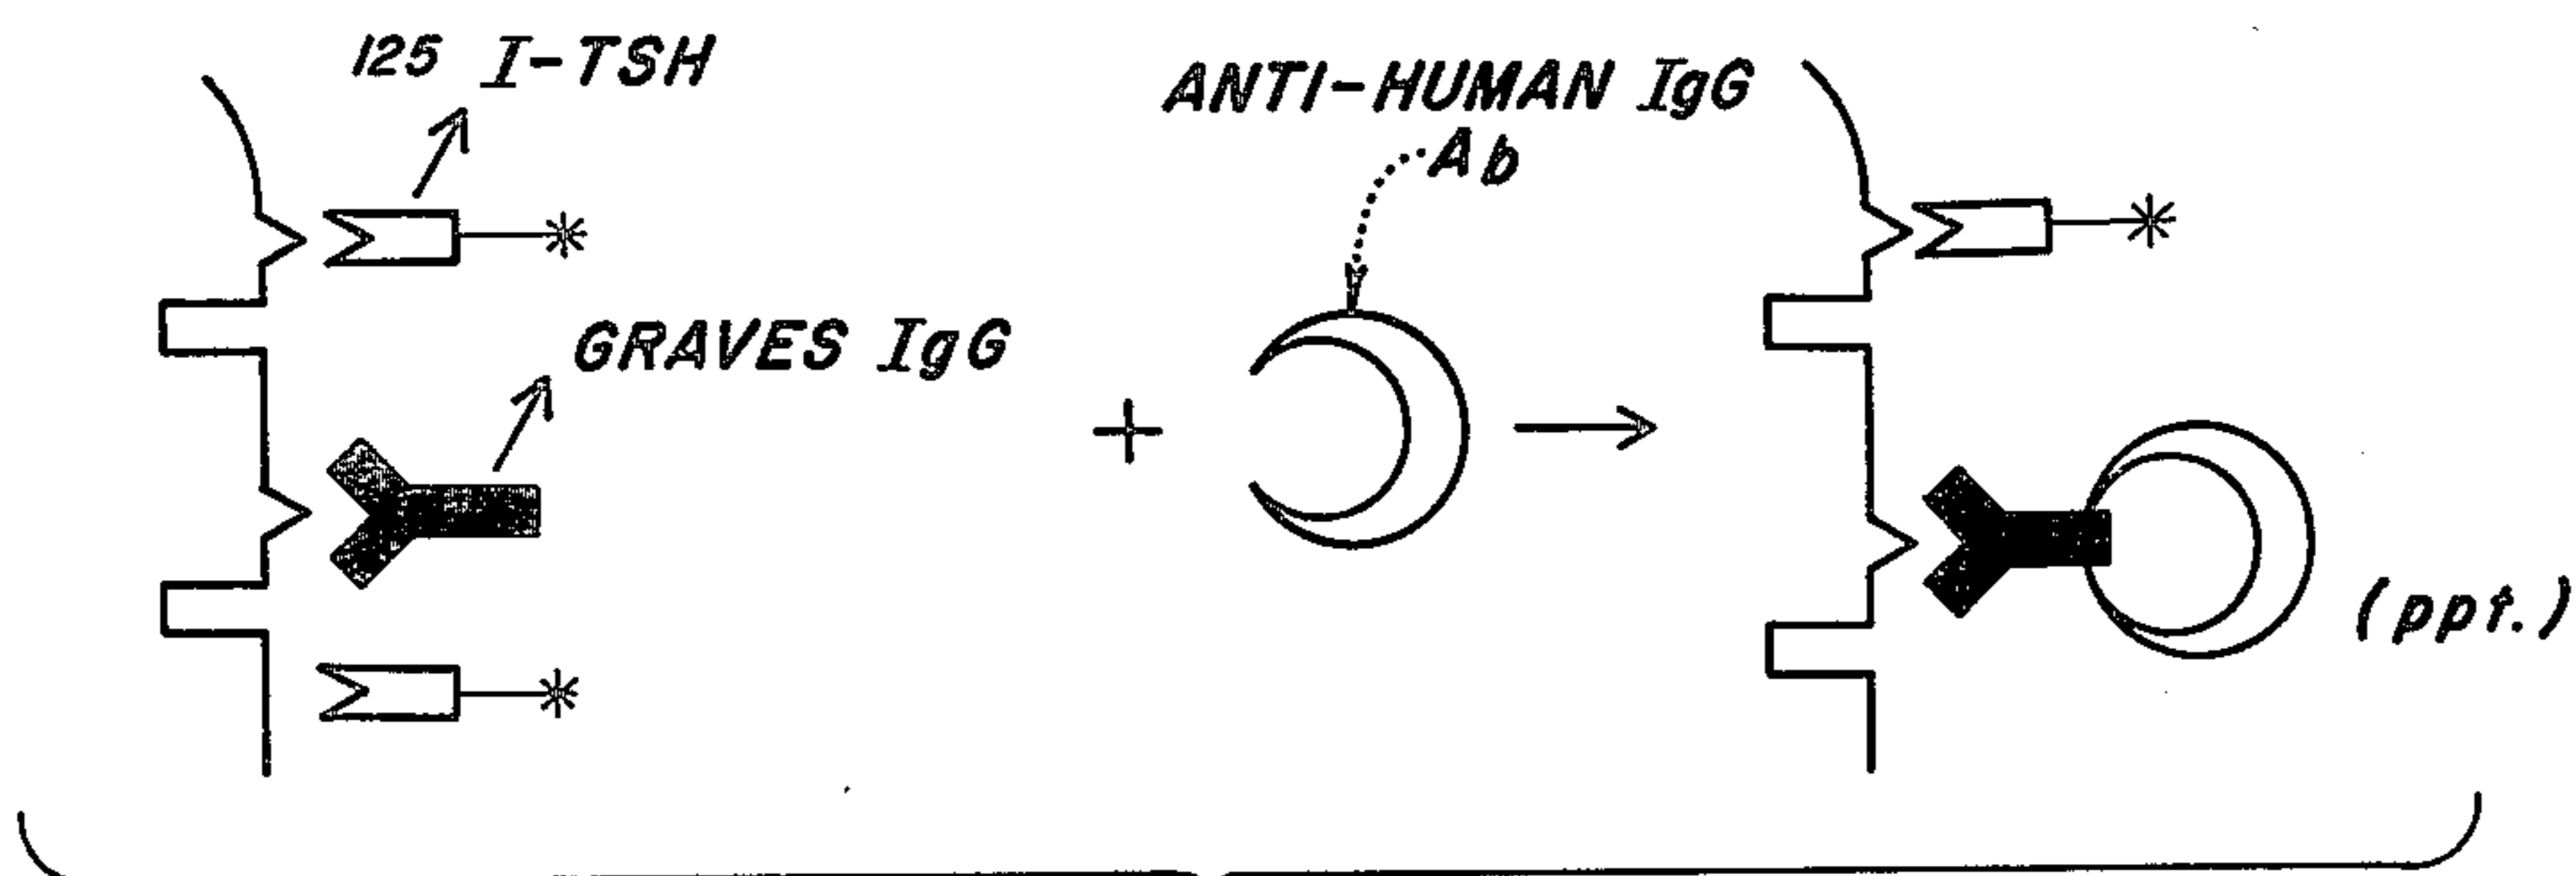 125 I-TSH
ANTI-HUMAN IgG
Ab
GRAVES IgG
+
(ppt.)